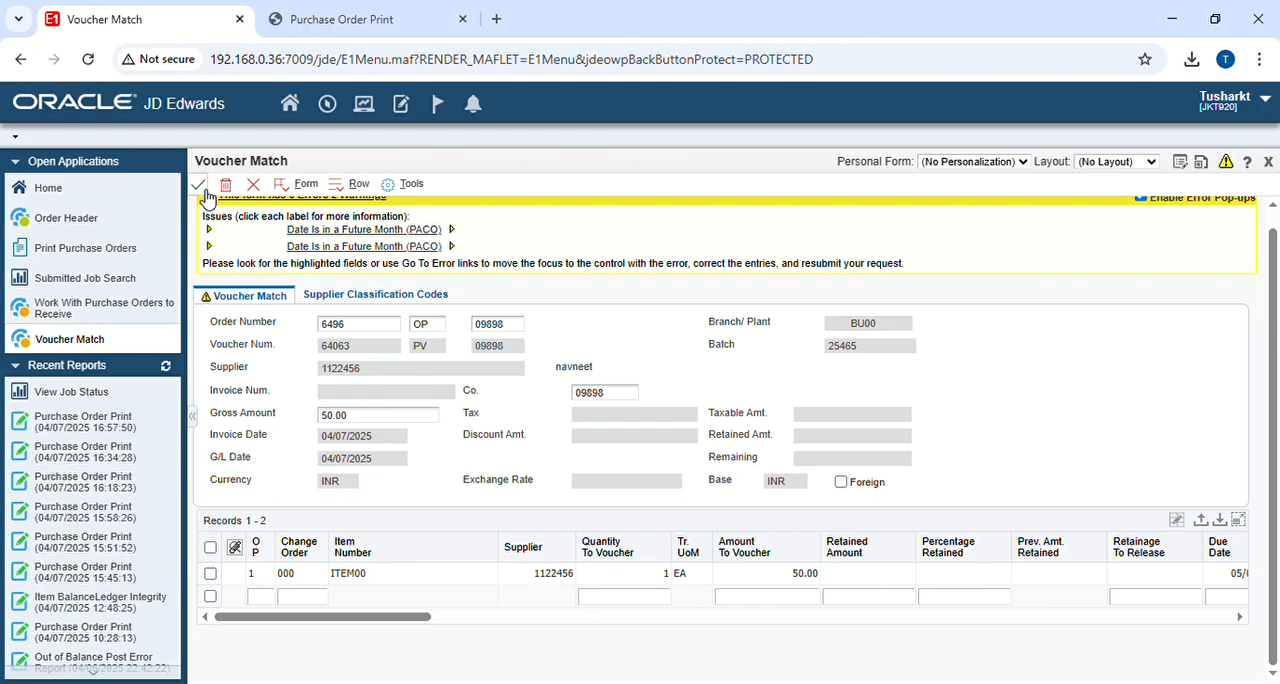 Voucher Match
Purchase Order Print
Not secure 192.168.0.36:7009/jde/E1Menu.maf?RENDER_MAFLET=E1Menu&jdeowpBackButtonProtect=PROTECTED
T
ORACLE JD Edwards
Tusharkt
[JKT920]
Open Applications
Home
Order Header
Print Purchase Orders
Submitted Job Search
Work With Purchase Orders to
Receive
Voucher Match
Recent Reports
View Job Status
Purchase Order Print
(04/07/2025 16:57:50)
Purchase Order Print
(04/07/2025 16:34:28)
Purchase Order Print
(04/07/2025 16:18:23)
Purchase Order Print
(04/07/2025 15:58:26)
Purchase Order Print
(04/07/2025 15:51:52)
Purchase Order Print
(04/07/2025 15:45:13)
Item BalanceLedger Integrity
(04/07/2025 12:48:25)
Purchase Order Print
(04/07/2025 10:28:13)
Out of Balance Post Error
Report (04/06/2025 22:42:22)
Voucher Match
Personal Form: (No Personalization) Layout: (No Layout)
Form Row Tools
This form has 0 Errors 2 Warnings
Enable Error Pop-ups
Issues (click each label for more information):
Date Is in a Future Month (PACO)
Date Is in a Future Month (PACO)
Please look for the highlighted fields or use Go To Error links to move the focus to the control with the error, correct the entries, and resubmit your request.
Voucher Match Supplier Classification Codes
Order Number 6496 OP 09898 Branch/ Plant BU00
Voucher Num. 64063 PV 09898 Batch 25465
Supplier 1122456 navneet
Invoice Num. Co. 09898
Gross Amount 50.00 Tax Taxable Amt.
Invoice Date 04/07/2025 Discount Amt. Retained Amt.
G/L Date 04/07/2025 Remaining
Currency INR Exchange Rate Base INR Foreign
Records 1 - 2
O P Change Order Item Number Supplier Quantity To Voucher Tr. UoM Amount To Voucher Retained Amount Percentage Retained Prev. Amt. Retained Retainage To Release Due Date
1 000 ITEM00 1122456 1 EA 50.00